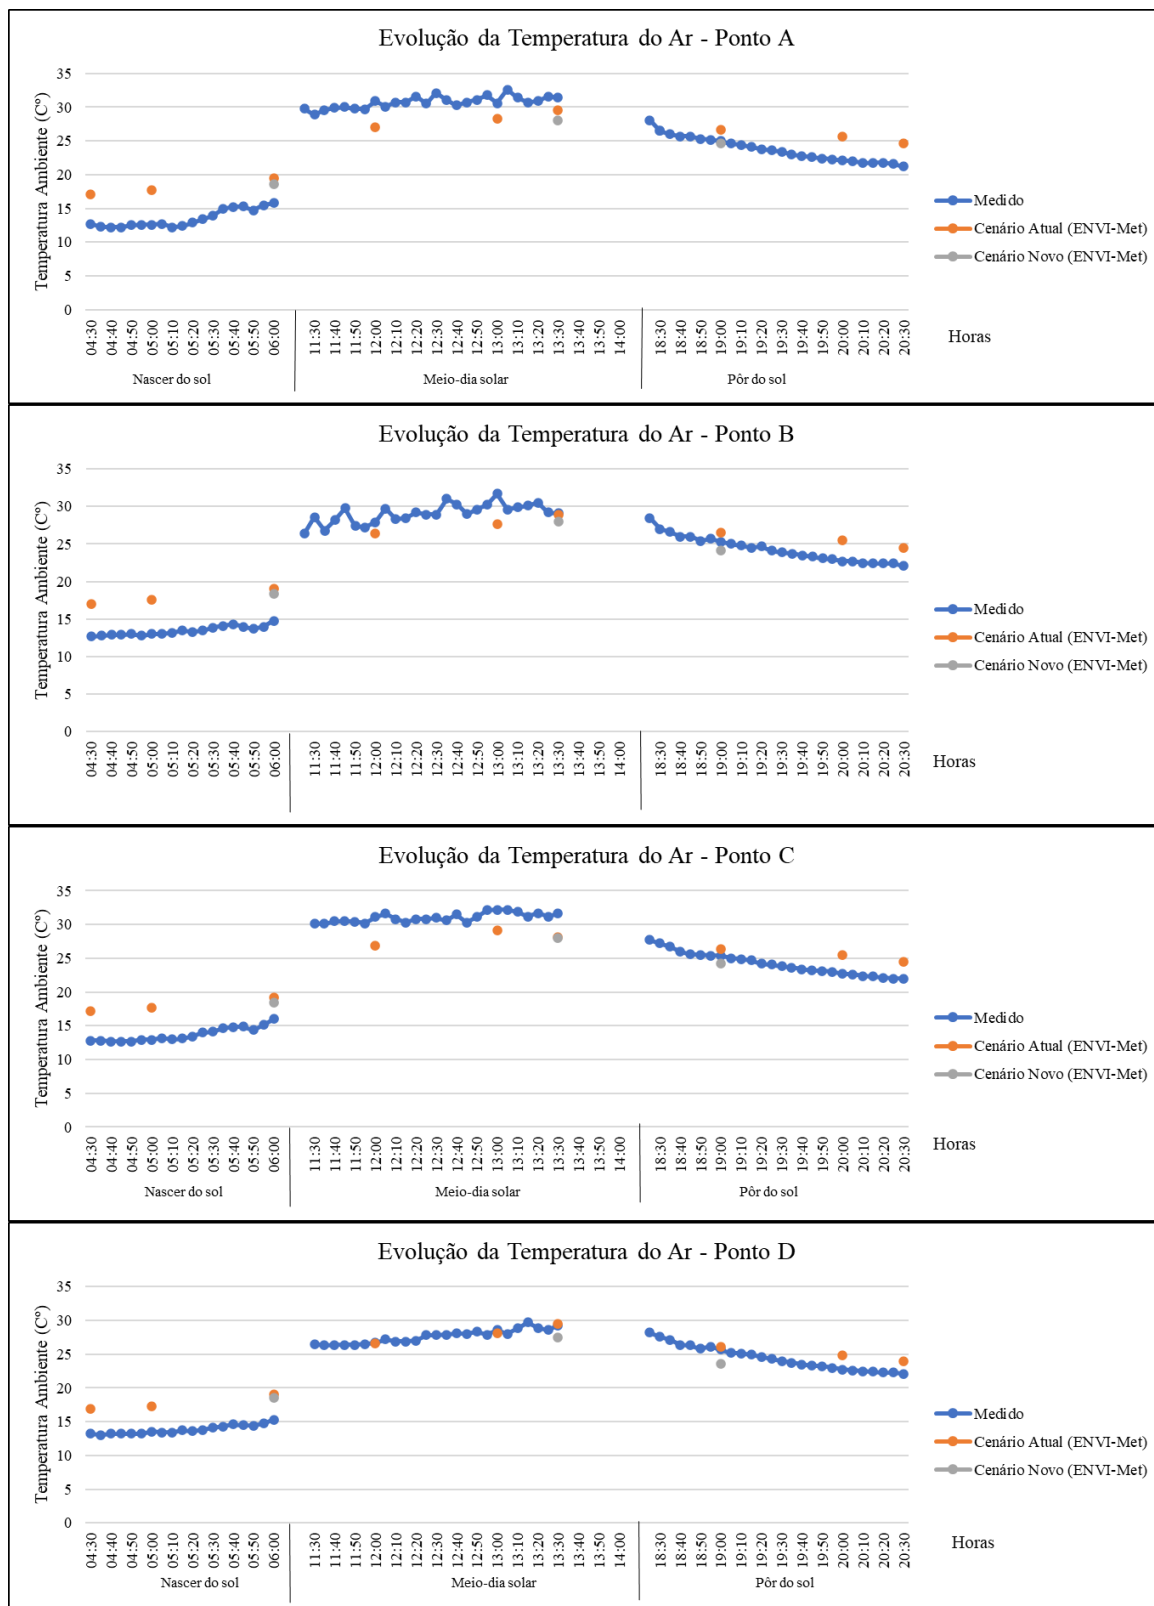 Evolução da Temperatura do Ar - Ponto A
Temperatura Ambiente (Cº)
35
30
25
20
15
10
5
0
04:30 04:40 04:50 05:00 05:10 05:20 05:30 05:40 05:50 06:00 11:30 11:40 11:50 12:00 12:10 12:20 12:30 12:40 12:50 13:00 13:10 13:20 13:30 13:40 13:50 14:00 18:30 18:40 18:50 19:00 19:10 19:20 19:30 19:40 19:50 20:00 20:10 20:20 20:30
Nascer do sol Meio-dia solar Pôr do sol
Horas
Medido
Cenário Atual (ENVI-Met)
Cenário Novo (ENVI-Met)
Evolução da Temperatura do Ar - Ponto B
Temperatura Ambiente (Cº)
35
30
25
20
15
10
5
0
04:30 04:40 04:50 05:00 05:10 05:20 05:30 05:40 05:50 06:00 11:30 11:40 11:50 12:00 12:10 12:20 12:30 12:40 12:50 13:00 13:10 13:20 13:30 13:40 13:50 14:00 18:30 18:40 18:50 19:00 19:10 19:20 19:30 19:40 19:50 20:00 20:10 20:20 20:30
Horas
Medido
Cenário Atual (ENVI-Met)
Cenário Novo (ENVI-Met)
Evolução da Temperatura do Ar - Ponto C
Temperatura Ambiente (Cº)
35
30
25
20
15
10
5
0
04:30 04:40 04:50 05:00 05:10 05:20 05:30 05:40 05:50 06:00 11:30 11:40 11:50 12:00 12:10 12:20 12:30 12:40 12:50 13:00 13:10 13:20 13:30 13:40 13:50 14:00 18:30 18:40 18:50 19:00 19:10 19:20 19:30 19:40 19:50 20:00 20:10 20:20 20:30
Nascer do sol Meio-dia solar Pôr do sol
Horas
Medido
Cenário Atual (ENVI-Met)
Cenário Novo (ENVI-Met)
Evolução da Temperatura do Ar - Ponto D
Temperatura Ambiente (Cº)
35
30
25
20
15
10
5
0
04:30 04:40 04:50 05:00 05:10 05:20 05:30 05:40 05:50 06:00 11:30 11:40 11:50 12:00 12:10 12:20 12:30 12:40 12:50 13:00 13:10 13:20 13:30 13:40 13:50 14:00 18:30 18:40 18:50 19:00 19:10 19:20 19:30 19:40 19:50 20:00 20:10 20:20 20:30
Nascer do sol Meio-dia solar Pôr do sol
Horas
Medido
Cenário Atual (ENVI-Met)
Cenário Novo (ENVI-Met)